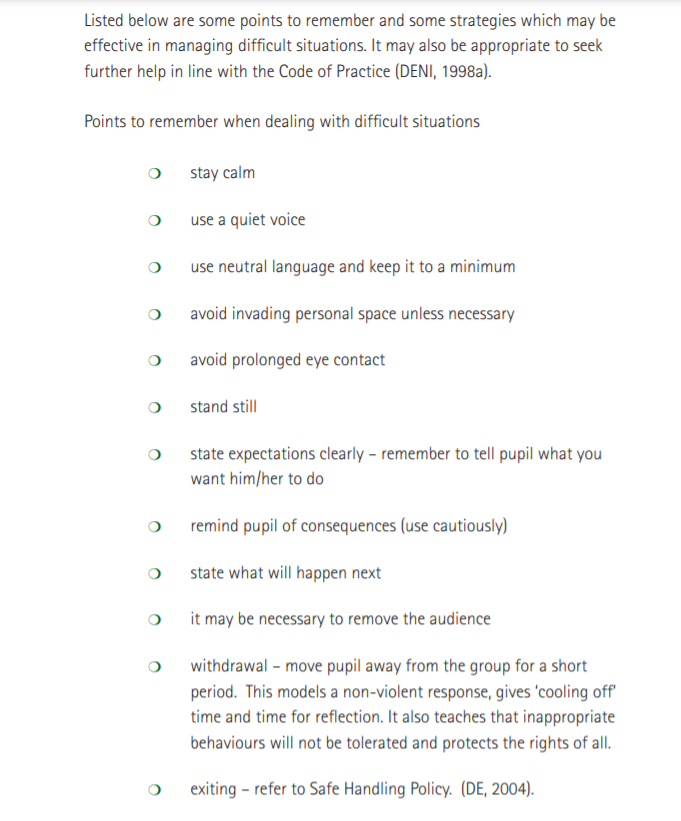 Listed below are some points to remember and some strategies which may be
effective in managing difficult situations. It may also be appropriate to seek
further help in line with the Code of Practice (DENI, 1998a).
Points to remember when dealing with difficult situations
❍ stay calm
❍ use a quiet voice
❍ use neutral language and keep it to a minimum
❍ avoid invading personal space unless necessary
❍ avoid prolonged eye contact
❍ stand still
❍ state expectations clearly – remember to tell pupil what you
want him/her to do
❍ remind pupil of consequences (use cautiously)
❍ state what will happen next
❍ it may be necessary to remove the audience
❍ withdrawal – move pupil away from the group for a short
period. This models a non-violent response, gives 'cooling off'
time and time for reflection. It also teaches that inappropriate
behaviours will not be tolerated and protects the rights of all.
❍ exiting – refer to Safe Handling Policy. (DE, 2004).